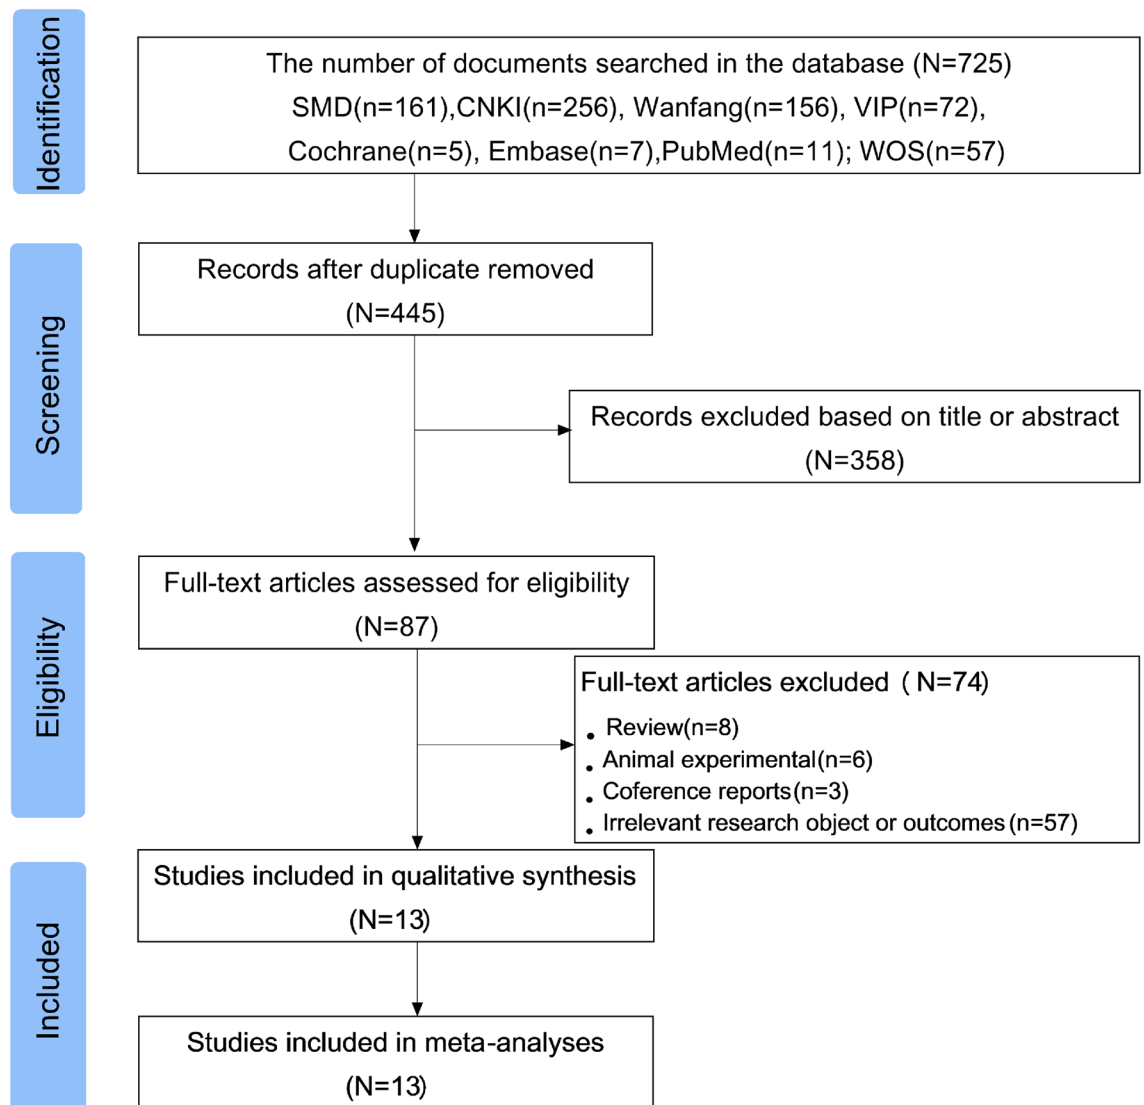 Identification
The number of documents searched in the database (N=725)
SMD(n=161),CNKI(n=256), Wanfang(n=156), VIP(n=72),
Cochrane(n=5), Embase(n=7),PubMed(n=11); WOS(n=57)
Screening
Records after duplicate removed
(N=445)
Records excluded based on title or abstract
(N=358)
Eligibility
Full-text articles assessed for eligibility
(N=87)
Full-text articles excluded ( N=74)
• Review(n=8)
• Animal experimental(n=6)
• Coference reports(n=3)
• Irrelevant research object or outcomes(n=57)
Included
Studies included in qualitative synthesis
(N=13)
Studies included in meta-analyses
(N=13)